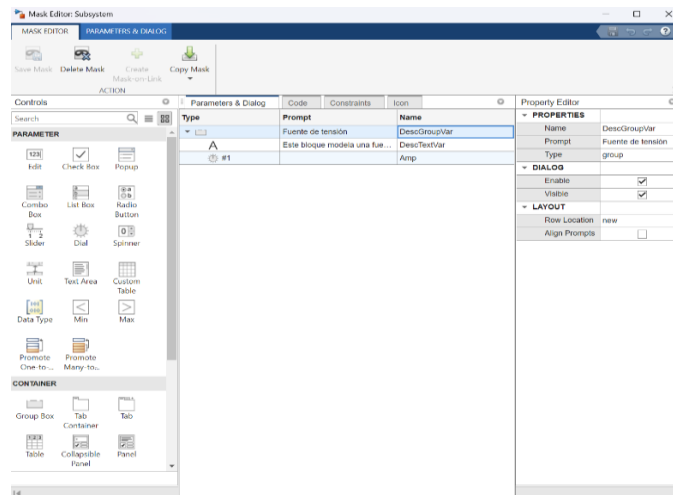 Mask Editor: Subsystem
MASK EDITOR PARAMETERS & DIALOG
Save Mask Delete Mask Create Mask-on-Link Copy Mask
ACTION
Controls
Search
PARAMETER
Edit Check Box Popup
Combo Box List Box Radio Button
Slider Dial Spinner
Unit Text Area Custom Table
Data Type Min Max
Promote One-to-... Promote Many-to...
CONTAINER
Group Box Tab Container Tab
Table Collapsible Panel Panel
Parameters & Dialog Code Constraints Icon
Type Prompt Name
Fuente de tensión DescGroupVar
A Este bloque modela una fue... DescTextVar
#1 Amp
Property Editor
PROPERTIES
Name DescGroupVar
Prompt Fuente de tensión
Type group
DIALOG
Enable
Visible
LAYOUT
Row Location new
Align Prompts